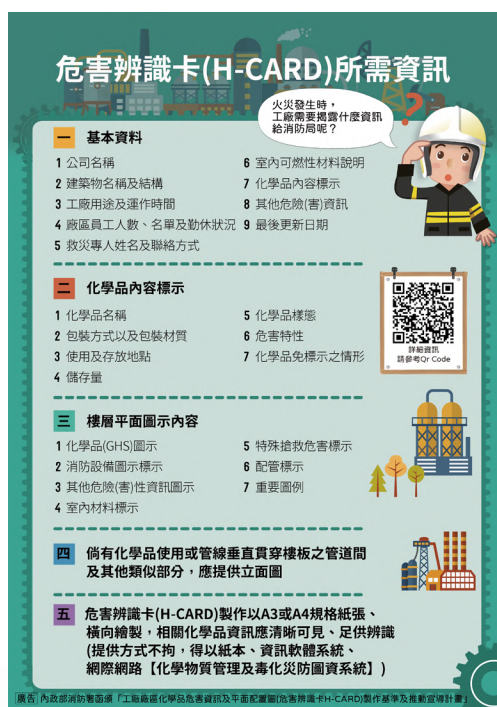 危害辨識卡(H-CARD)所需資訊
火災發生時，
工廠需要揭露什麼資訊
給消防局呢？
一 基本資料
1 公司名稱
2 建築物名稱及結構
3 工廠用途及運作時間
4 廠區員工人數、名單及勤休狀況
5 救災專人姓名及聯絡方式
6 室內可燃性材料說明
7 化學品內容標示
8 其他危險(害)資訊
9 最後更新日期
二 化學品內容標示
1 化學品名稱
2 包裝方式以及包裝材質
3 使用及存放地點
4 儲存量
5 化學品樣態
6 危害特性
7 化學品免標示之情形
詳細資訊
請參考Qr Code
三 樓層平面圖示內容
1 化學品(GHS)圖示
2 消防設備圖示標示
3 其他危險(害)性資訊圖示
4 室內材料標示
5 特殊搶救危害標示
6 配管標示
7 重要圖例
四 倘有化學品使用或管線垂直貫穿樓板之管道間
及其他類似部分，應提供立面圖
五 危害辨識卡(H-CARD)製作以A3或A4規格紙張、
橫向繪製，相關化學品資訊應清晰可見、足供辨識
(提供方式不拘，得以紙本、資訊軟體系統、
網際網路【化學物質管理及毒化災防圖資系統】)
廣告 內政部消防署函頒「工廠廠區化學品危害資訊及平面配置圖(危害辨識卡H-CARD)製作基準及推動宣導計畫」